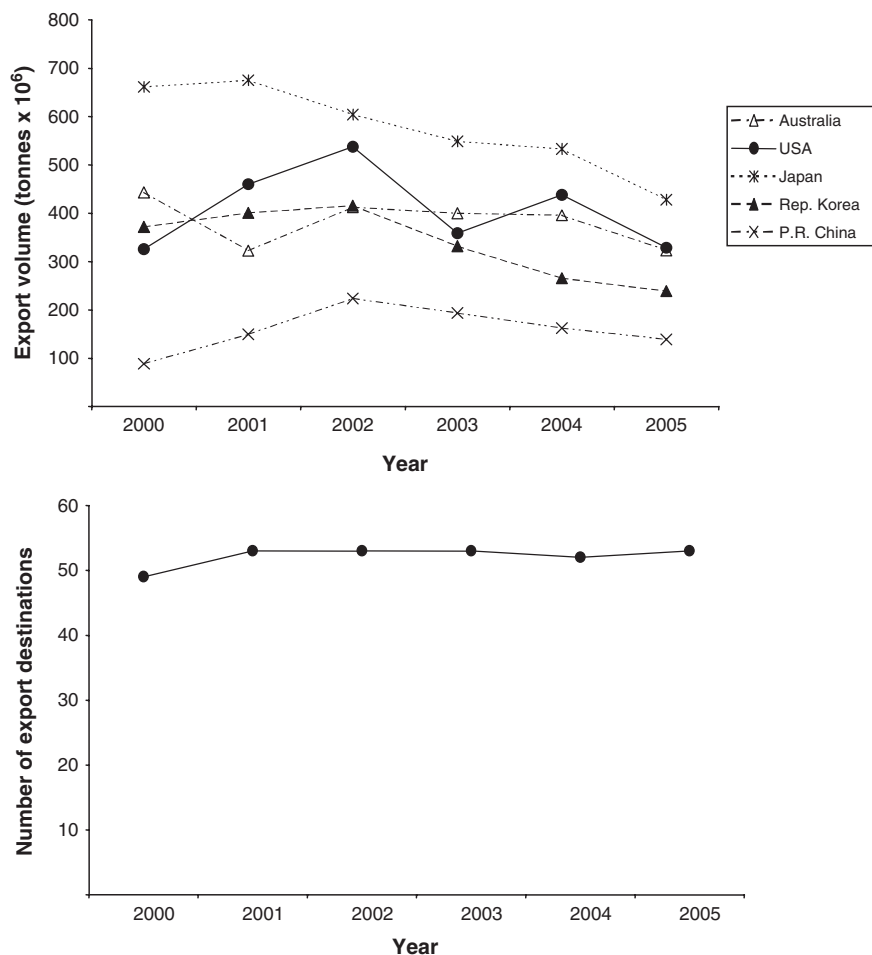 800
700
600
500
400
300
200
100
Export volume (tonnes x 10⁶)
2000 2001 2002 2003 2004 2005
Year
Australia
USA
Japan
Rep. Korea
P.R. China
60
50
40
30
20
10
Number of export destinations
2000 2001 2002 2003 2004 2005
Year